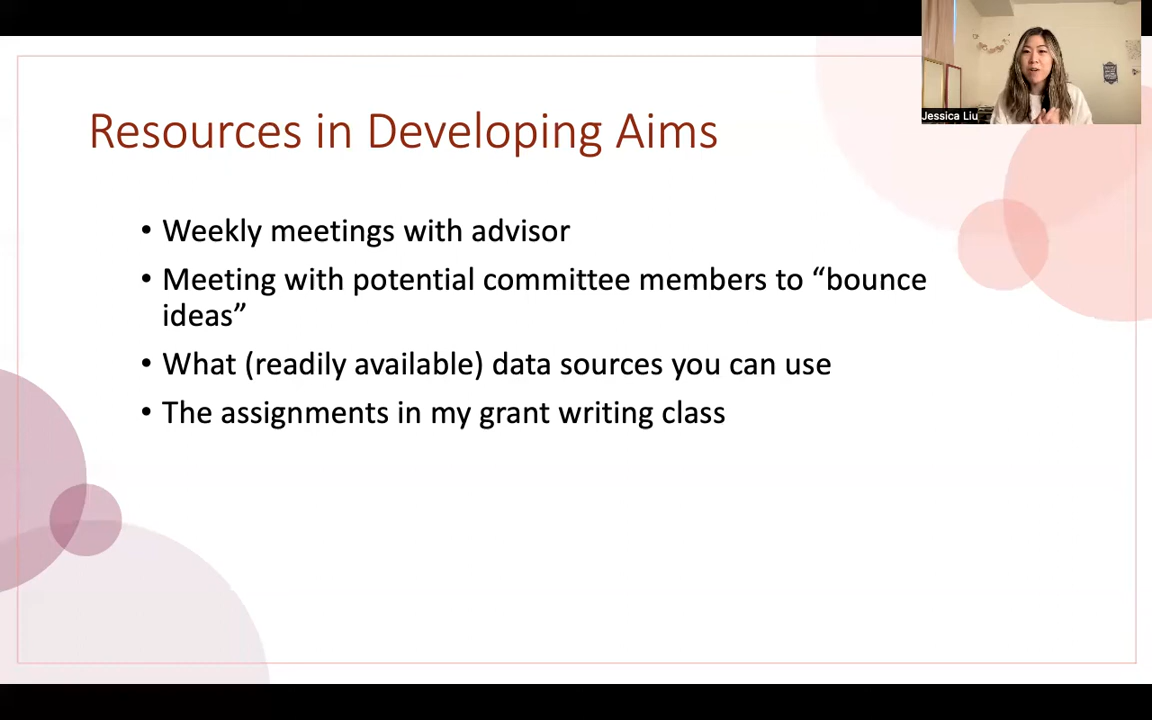 Resources in Developing Aims
• Weekly meetings with advisor
• Meeting with potential committee members to “bounce
ideas”
• What (readily available) data sources you can use
• The assignments in my grant writing class
Jessica Liu